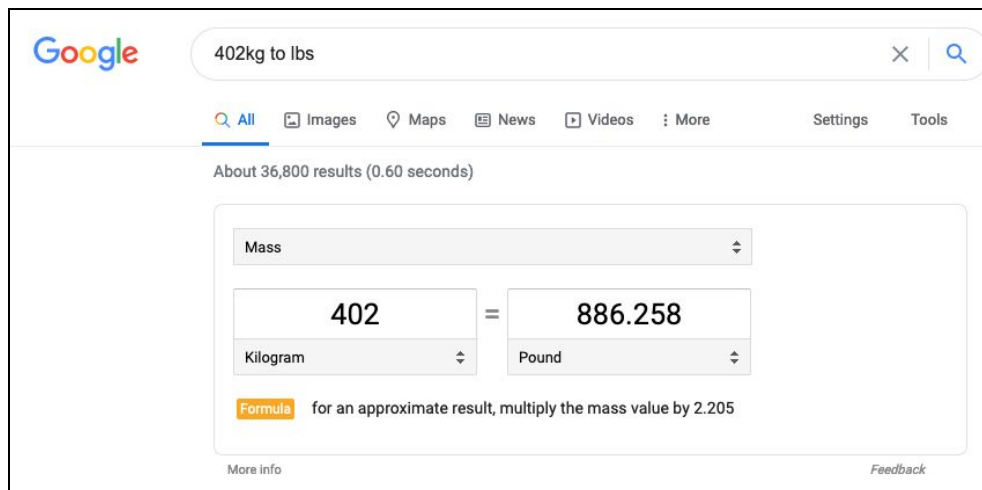 Google
402kg to lbs
All Images Maps News Videos More Settings Tools
About 36,800 results (0.60 seconds)
Mass
402 = 886.258
Kilogram Pound
Formula for an approximate result, multiply the mass value by 2.205
More info Feedback